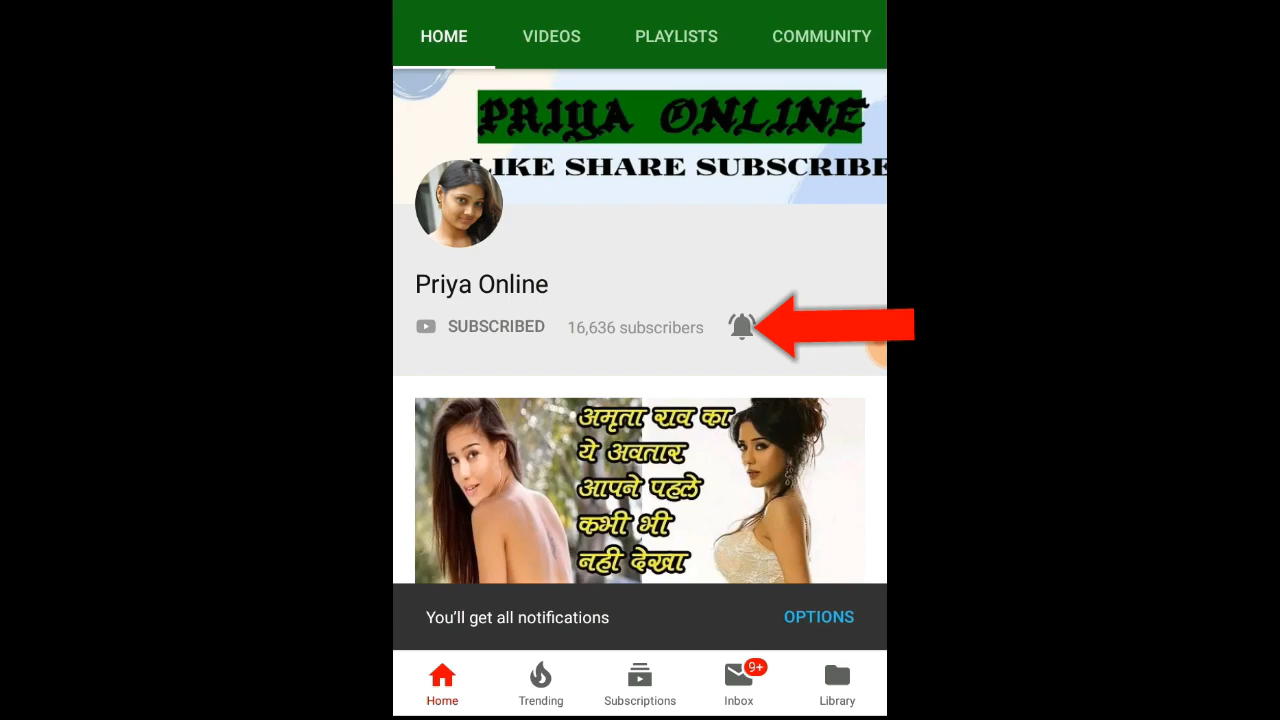 HOME VIDEOS PLAYLISTS COMMUNITY
PRIYA ONLINE
LIKE SHARE SUBSCRIBE
Priya Online
SUBSCRIBED 16,636 subscribers
अमृता राव का
ये अवतार
आपने पहले
कभी भी
नही देखा
You'll get all notifications OPTIONS
9+
Home Trending Subscriptions Inbox Library